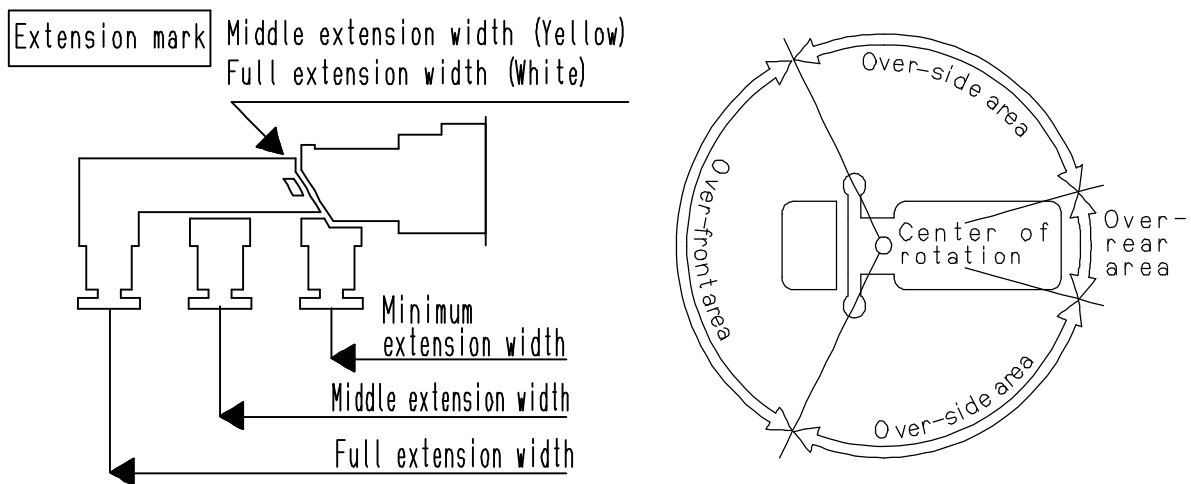 Extension mark
Middle extension width (Yellow)
Full extension width (White)
Minimum
extension width
Middle extension width
Full extension width
Over-side area
Over-front area
Center of
rotation
Over-
rear
area
Over-side area